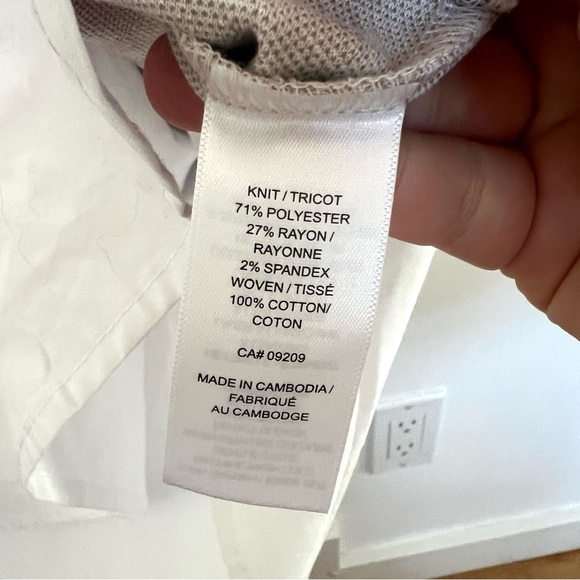 KNIT / TRICOT
71% POLYESTER
27% RAYON /
RAYONNE
2% SPANDEX
WOVEN / TISSÉ
100% COTTON/
COTON
CA# 09209
MADE IN CAMBODIA /
FABRIQUÉ
AU CAMBODGE